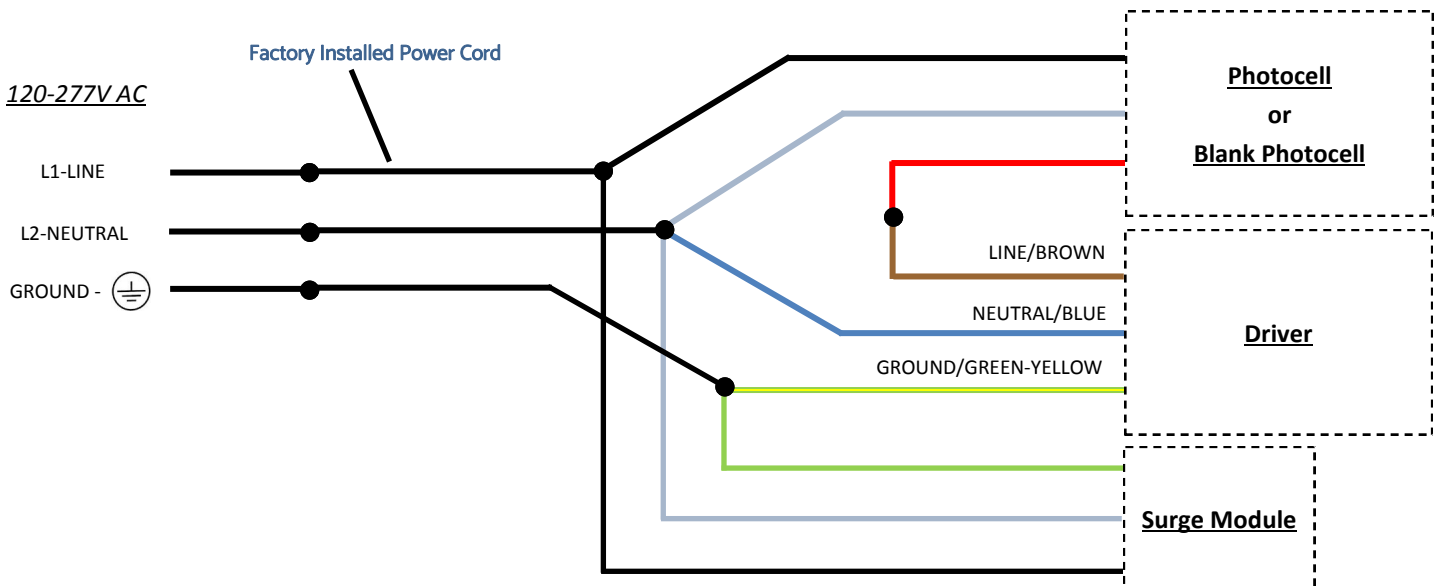 Factory Installed Power Cord
120-277V AC
L1-LINE
L2-NEUTRAL
GROUND -
Photocell
or
Blank Photocell
LINE/BROWN
NEUTRAL/BLUE
GROUND/GREEN-YELLOW
Driver
Surge Module